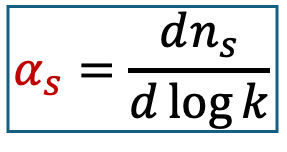 αₛ = dnₛ / d log k